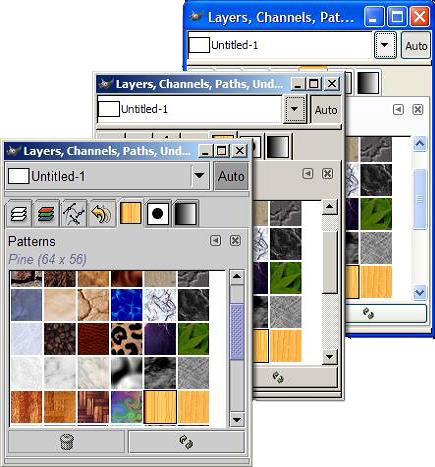 Layers, Channels, Paths, Pat...
Untitled-1
Auto
Layers, Channels, Paths, Und...
Untitled-1
Auto
Layers, Channels, Paths, Und...
Untitled-1
Auto
Patterns
Pine (64 x 56)